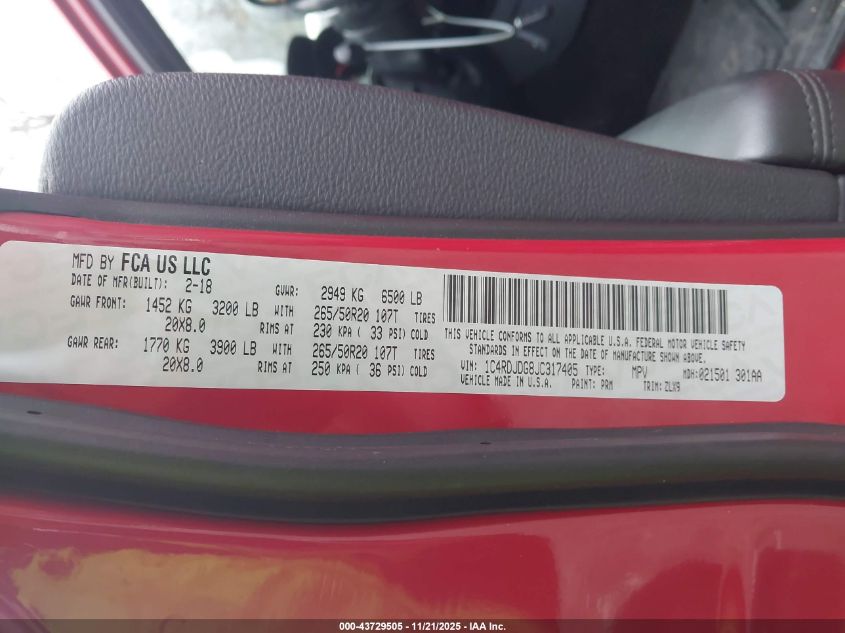 MFD BY FCA US LLC
DATE OF MFR(BUILT): 2-18 GVWR: 2949 KG 6500 LB
GAWR FRONT: 1452 KG 3200 LB WITH 265/50R20 107T TIRES
20X8.0 RIMS AT 230 KPA ( 33 PSI) COLD
GAWR REAR: 1770 KG 3900 LB WITH 265/50R20 107T TIRES
20X8.0 RIMS AT 250 KPA ( 36 PSI) COLD
THIS VEHICLE CONFORMS TO ALL APPLICABLE U.S.A. FEDERAL MOTOR VEHICLE SAFETY
STANDARDS IN EFFECT ON THE DATE OF MANUFACTURE SHOWN ABOVE.
VIN: 1C4RDJDG8JC317405 TYPE: MPV MDH:021501 301AA
VEHICLE MADE IN U.S.A. PAINT: PRM TRIM: ZLX9
000-43729505 - 11/21/2025 - IAA Inc.